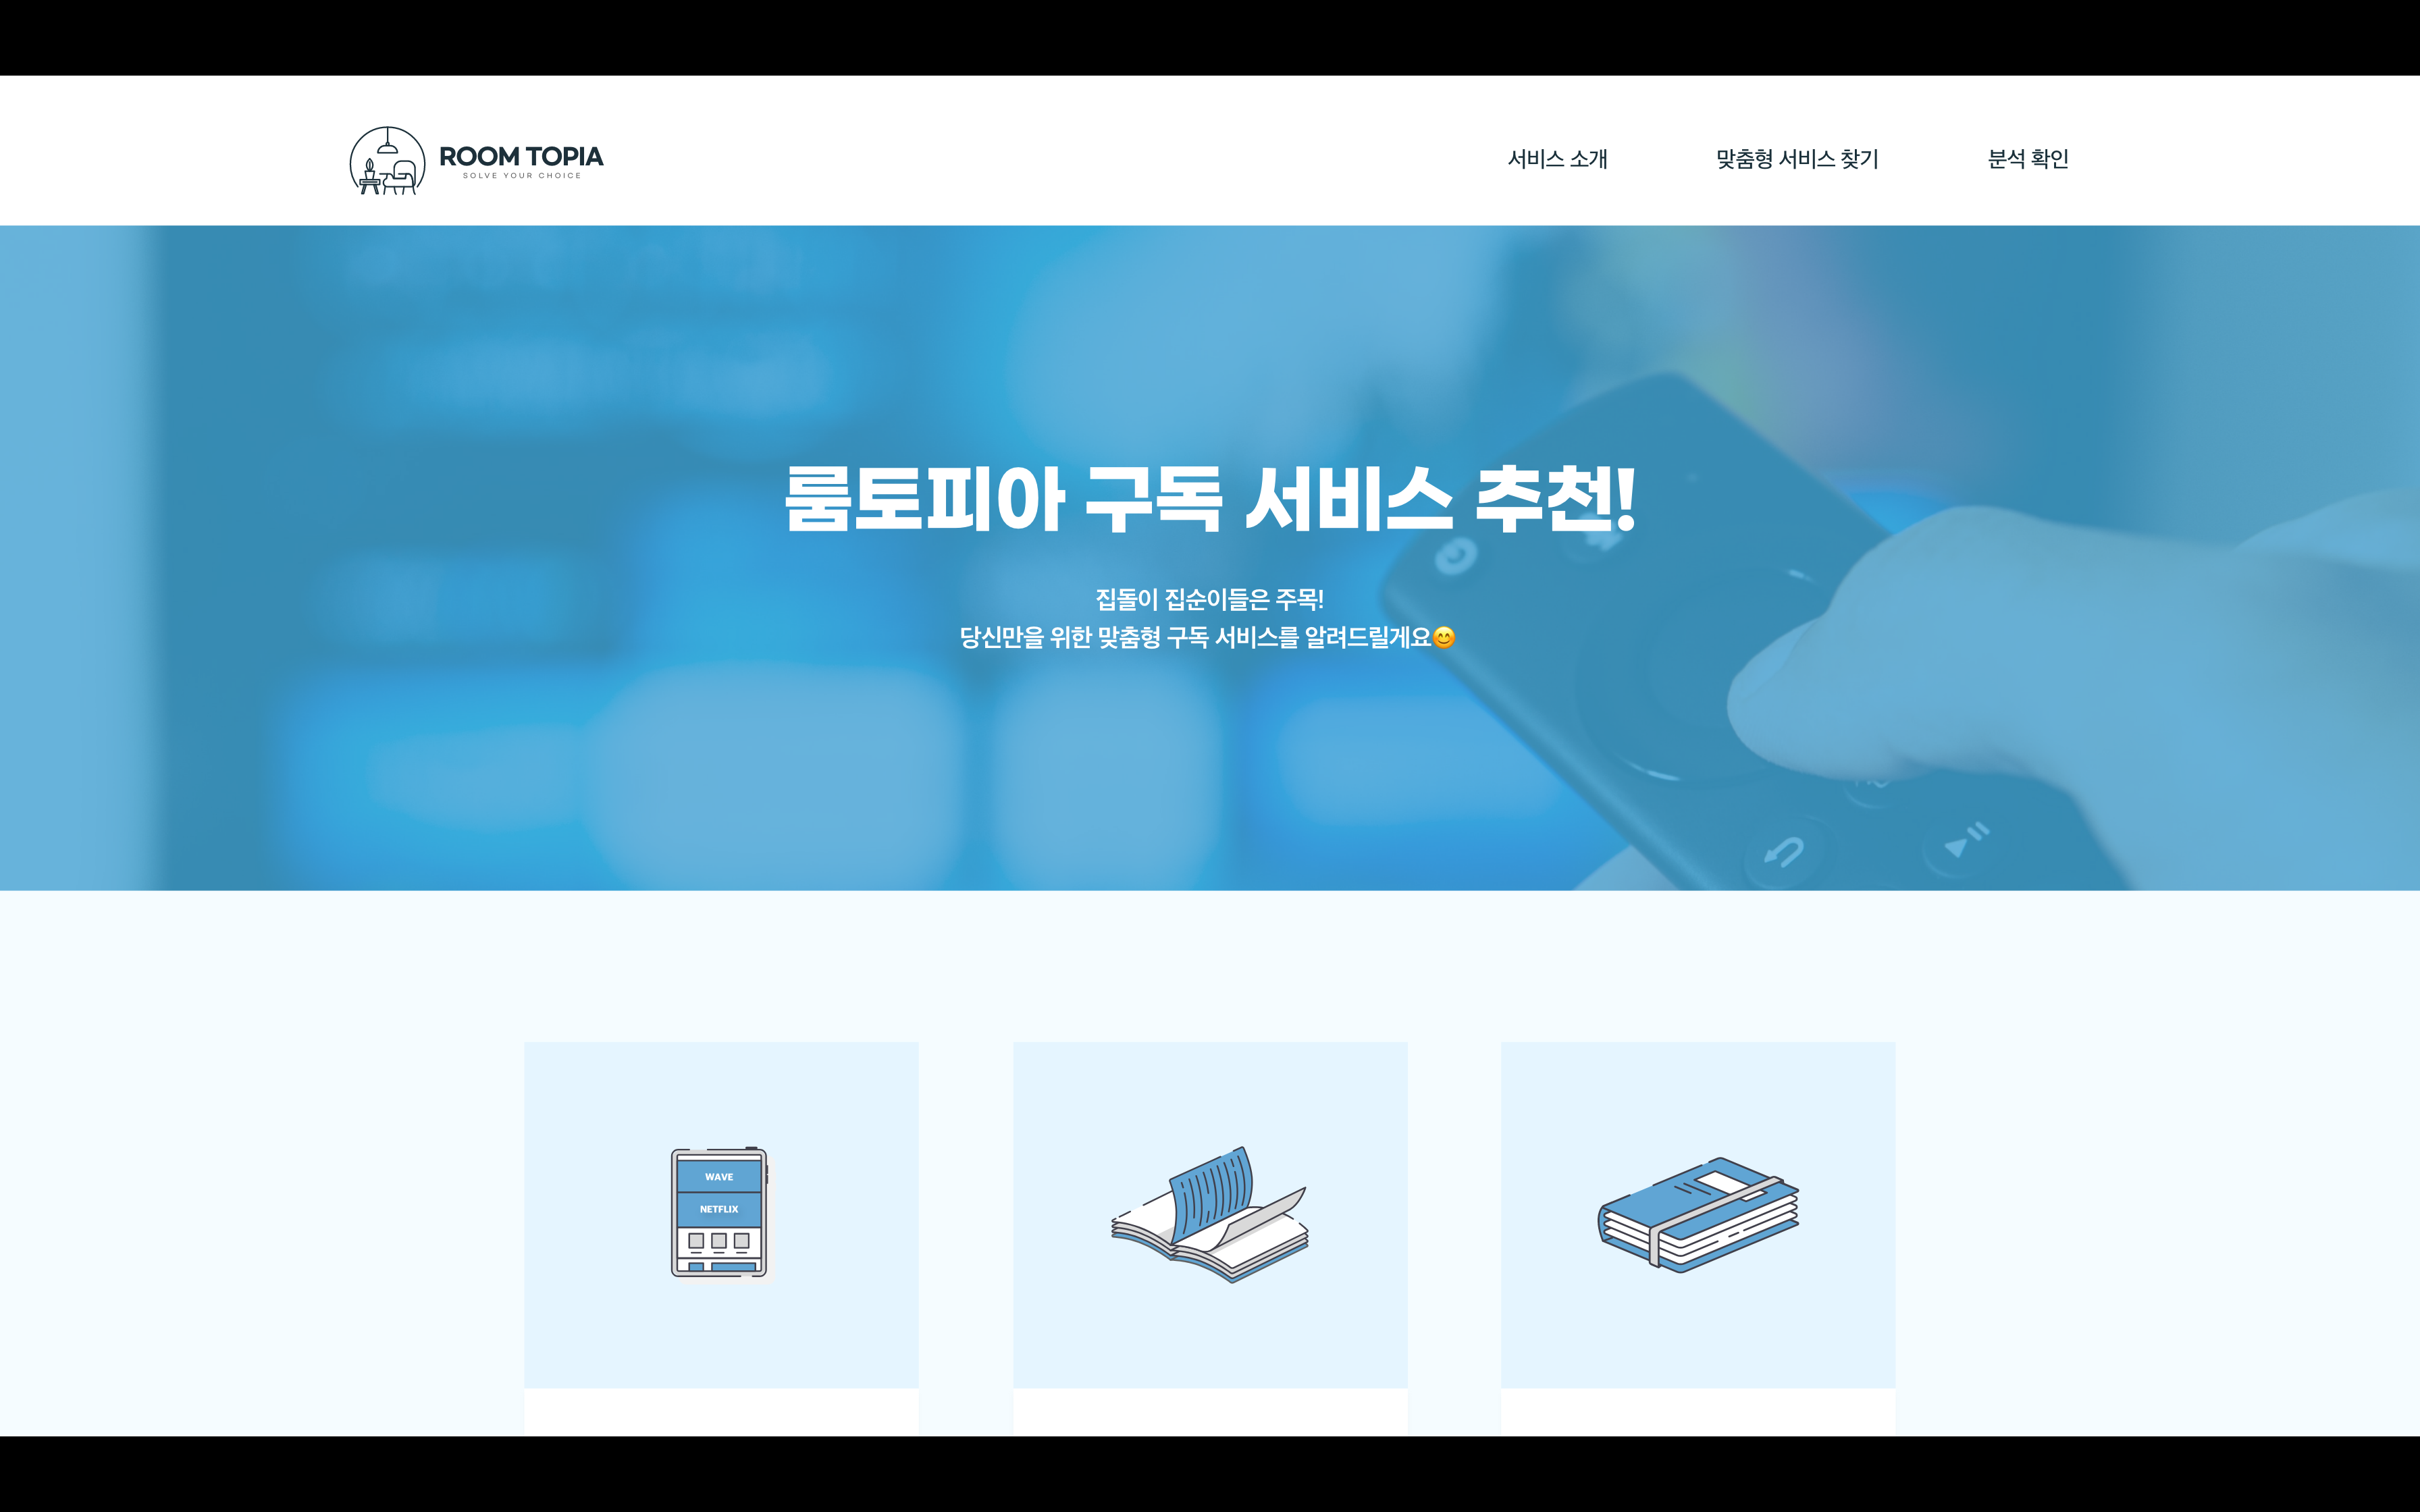 ROOM TOPIA
SOLVE YOUR CHOICE
서비스 소개
맞춤형 서비스 찾기
분석 확인
룸토피아 구독 서비스 추천!
집돌이 집순이들은 주목!
당신만을 위한 맞춤형 구독 서비스를 알려드릴게요😊
WAVE
NETFLIX